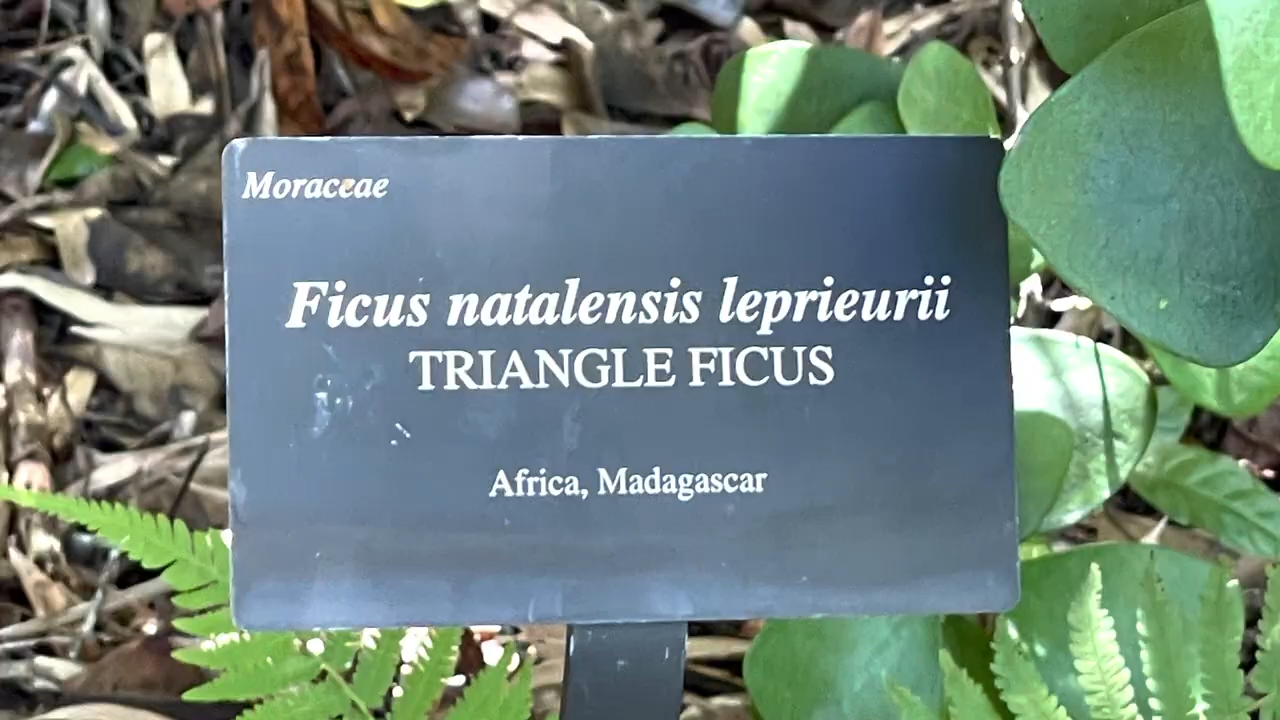 Moraceae
Ficus natalensis leprieurii
TRIANGLE FICUS
Africa, Madagascar